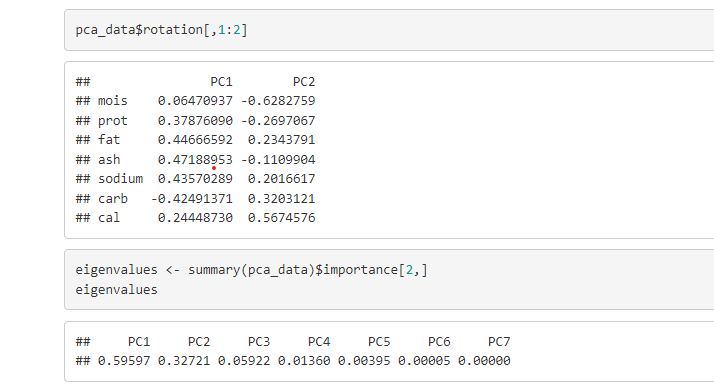 pca_data$rotation[,1:2]
##                PC1        PC2
## mois    0.06470937 -0.6282759
## prot    0.37876090 -0.2697067
## fat     0.44666592  0.2343791
## ash     0.47188953 -0.1109904
## sodium  0.43570289  0.2016617
## carb   -0.42491371  0.3203121
## cal     0.24448730  0.5674576
eigenvalues <- summary(pca_data)$importance[2,]
eigenvalues
##     PC1     PC2     PC3     PC4     PC5     PC6     PC7
## 0.59597 0.32721 0.05922 0.01360 0.00395 0.00005 0.00000